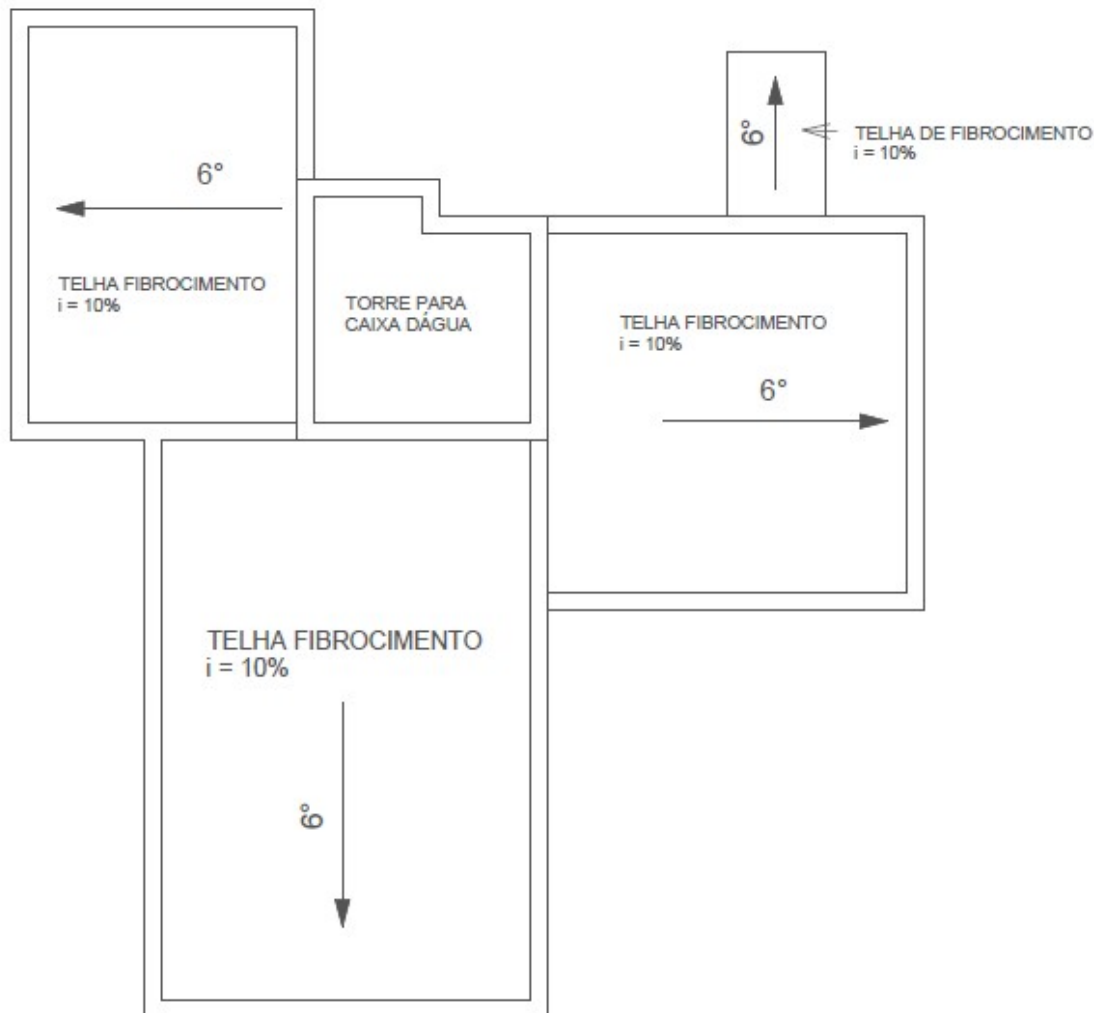 6°
TELHA DE FIBROCIMENTO
i = 10%
6°
TELHA FIBROCIMENTO
i = 10%
TORRE PARA
CAIXA DÁGUA
TELHA FIBROCIMENTO
i = 10%
6°
TELHA FIBROCIMENTO
i = 10%
6°